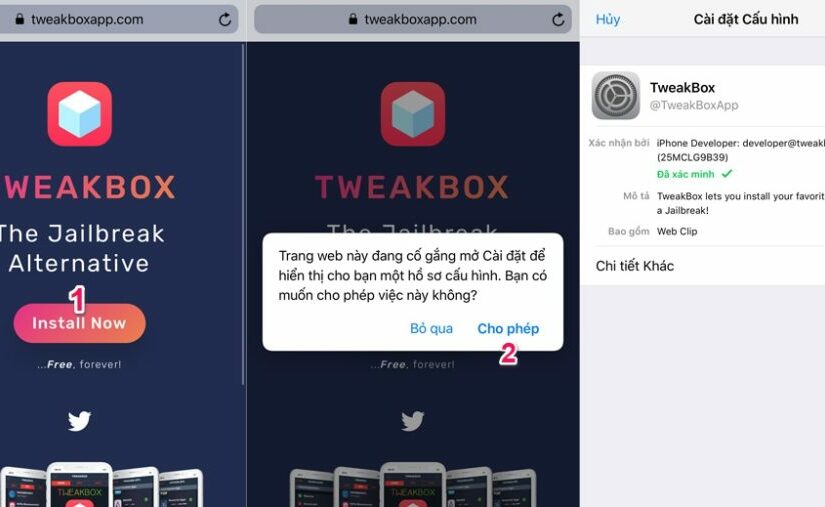 tweakboxapp.com
WEAKBOX
The Jailbreak
Alternative
1
Install Now
...Free, forever!
TWEAKBOX
tweakboxapp.com
TWEAKBOX
The Jailbreak
Trang web này đang cố gắng mở Cài đặt để
hiển thị cho bạn một hồ sơ cấu hình. Bạn có
muốn cho phép việc này không?
Bỏ qua
Cho phép
2
...Free, forever!
TWEAKBOX
Hủy
Cài đặt Cấu hình
TweakBox
@TweakBoxApp
Xác nhận bởi iPhone Developer: developer@tweakl
(25MCLG9B39)
Đã xác minh
Mô tả TweakBox lets you install your favorit
a Jailbreak!
Bao gồm Web Clip
Chi tiết Khác